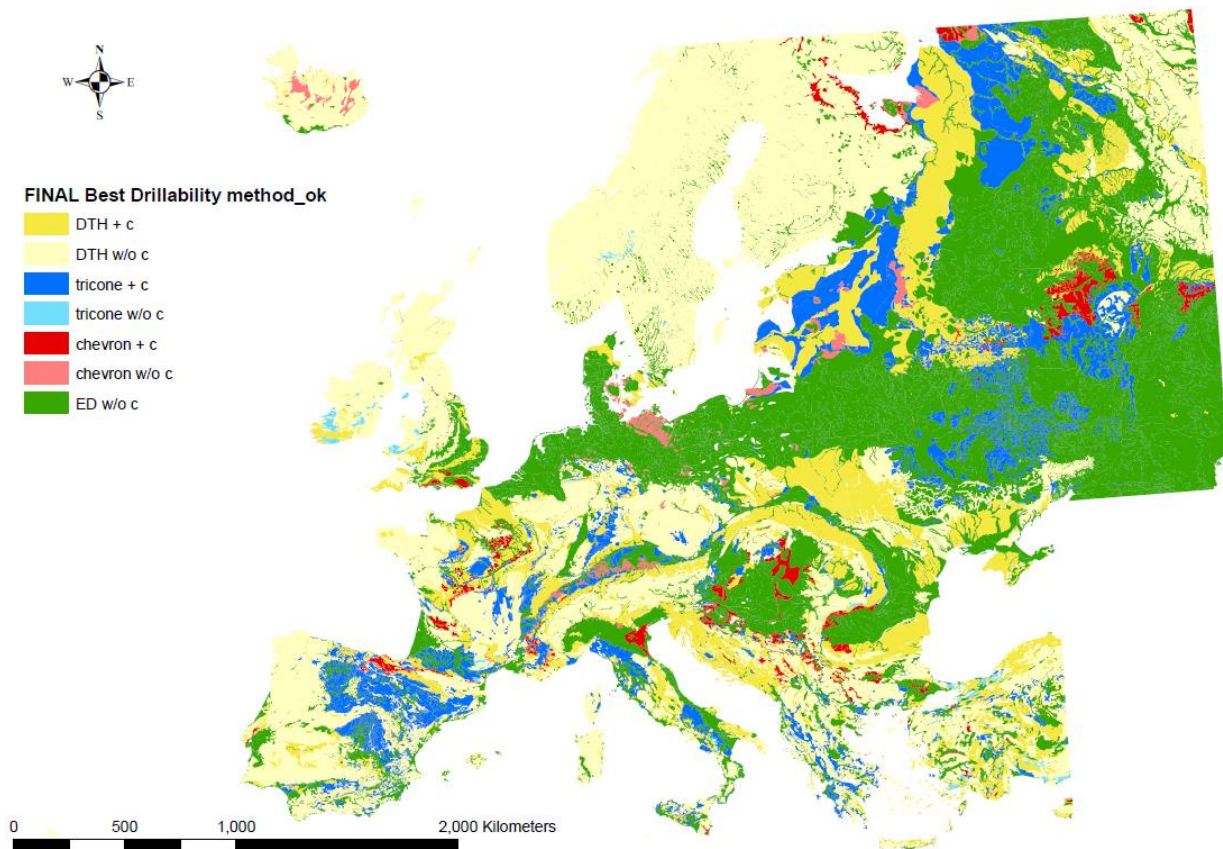 N
W E
S
FINAL Best Drillability method_ok
DTH + c
DTH w/o c
tricone + c
tricone w/o c
chevron + c
chevron w/o c
ED w/o c
0 500 1,000 2,000 Kilometers